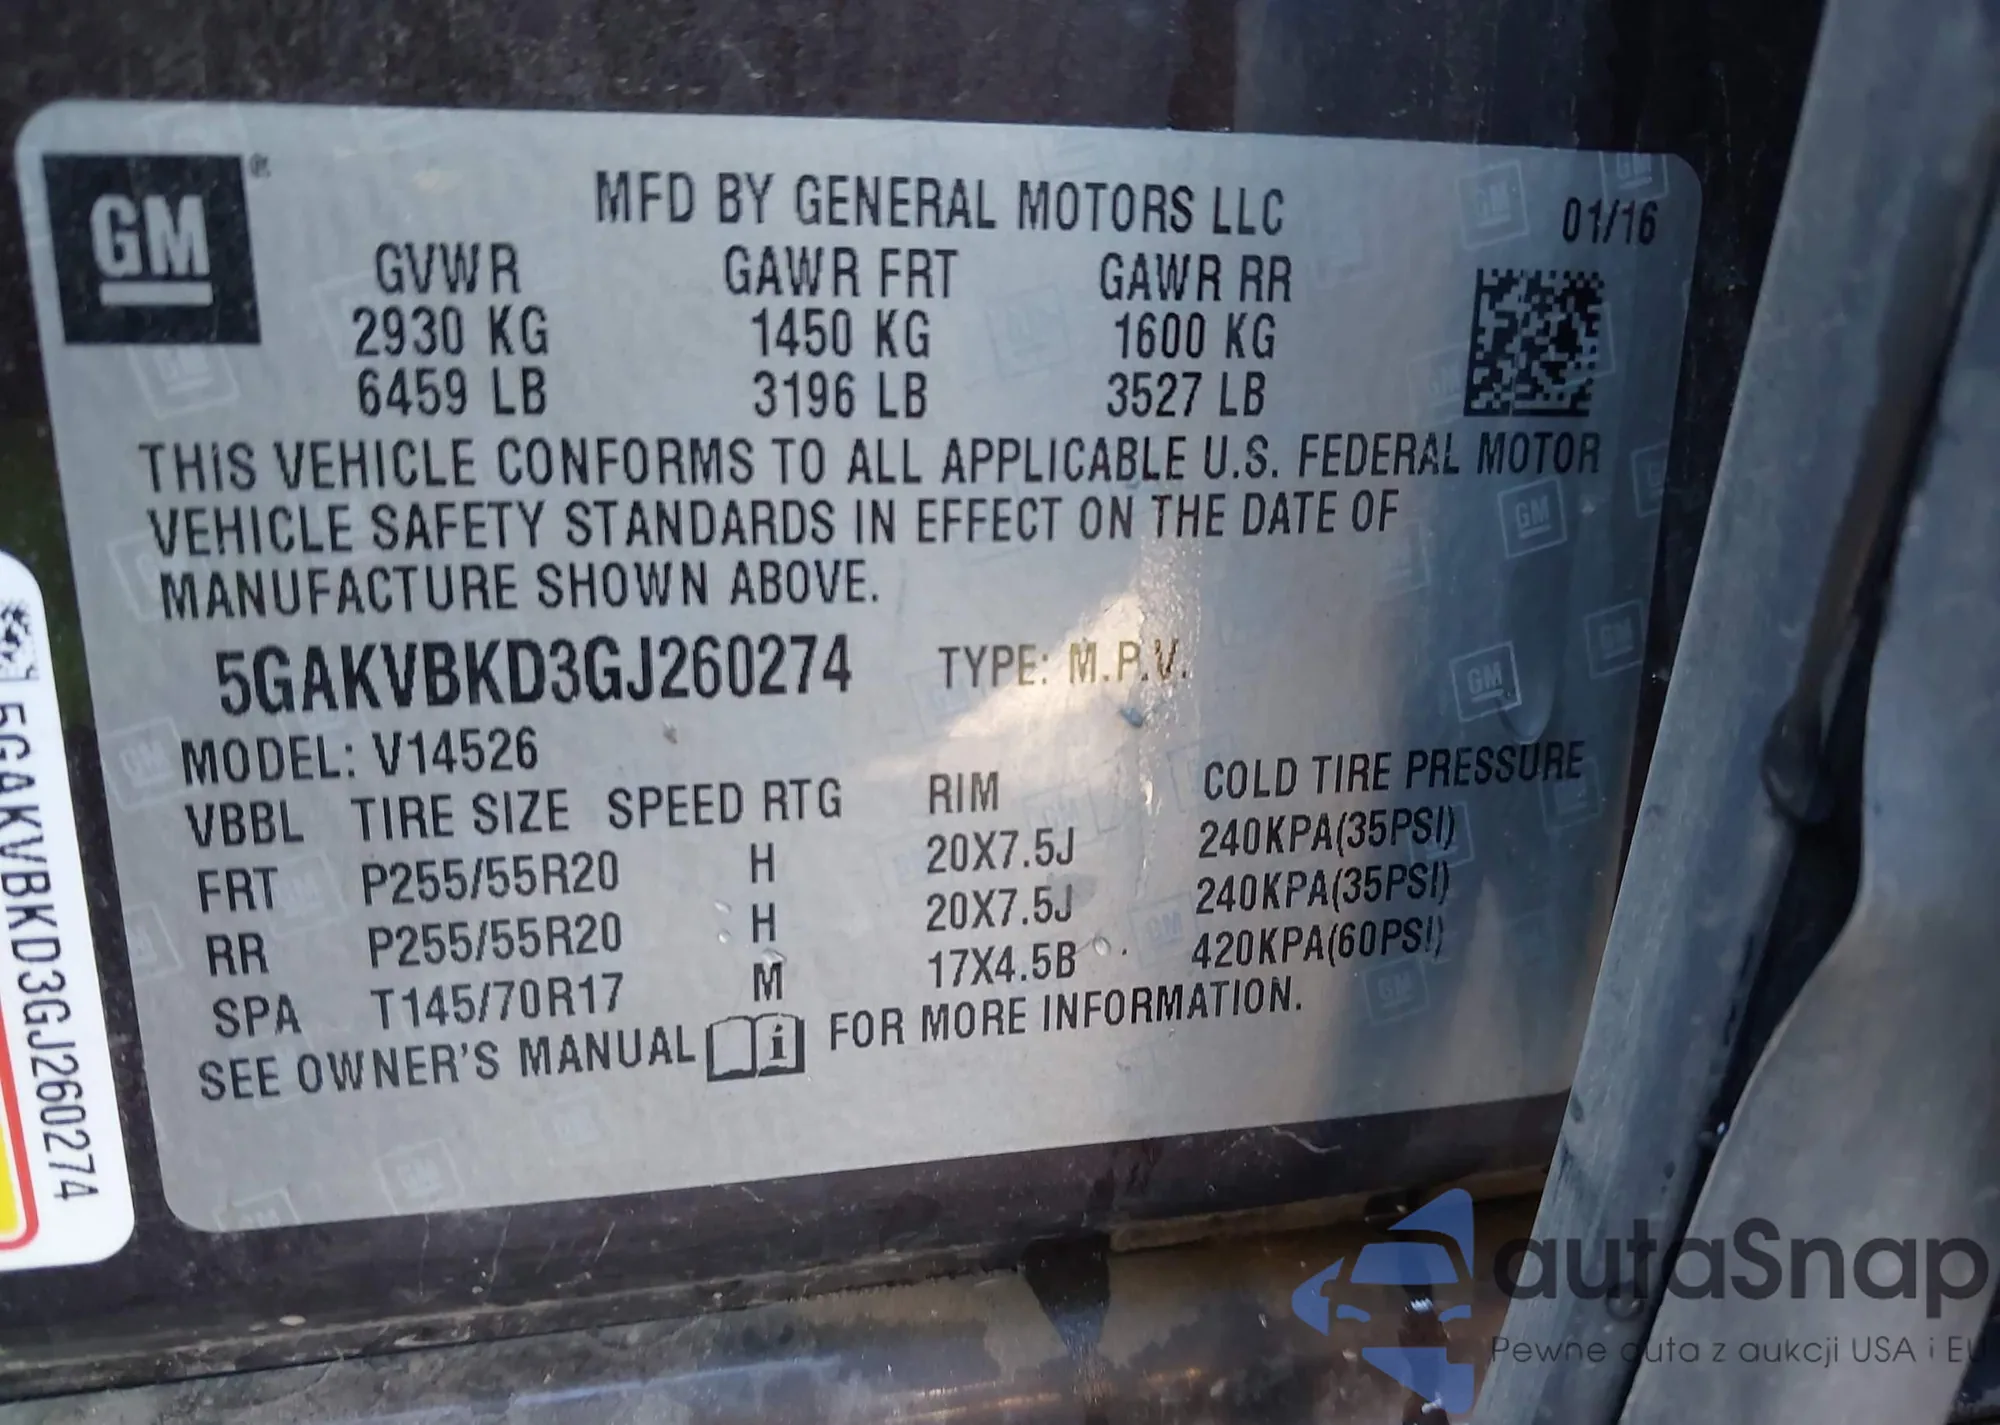 GM
MFD BY GENERAL MOTORS LLC
01/16
GVWR GAWR FRT GAWR RR
2930 KG 1450 KG 1600 KG
6459 LB 3196 LB 3527 LB
THIS VEHICLE CONFORMS TO ALL APPLICABLE U.S. FEDERAL MOTOR
VEHICLE SAFETY STANDARDS IN EFFECT ON THE DATE OF
MANUFACTURE SHOWN ABOVE.
5GAKVBKD3GJ260274 TYPE: M.P.V.
MODEL: V14526
VBBL TIRE SIZE SPEED RTG RIM COLD TIRE PRESSURE
FRT P255/55R20 H 20X7.5J 240KPA(35PSI)
RR P255/55R20 H 20X7.5J 240KPA(35PSI)
SPA T145/70R17 M 17X4.5B 420KPA(60PSI)
SEE OWNER'S MANUAL FOR MORE INFORMATION.
5GAKVBKD3GJ260274
autaSnap
Pewne auta z aukcji USA i EU